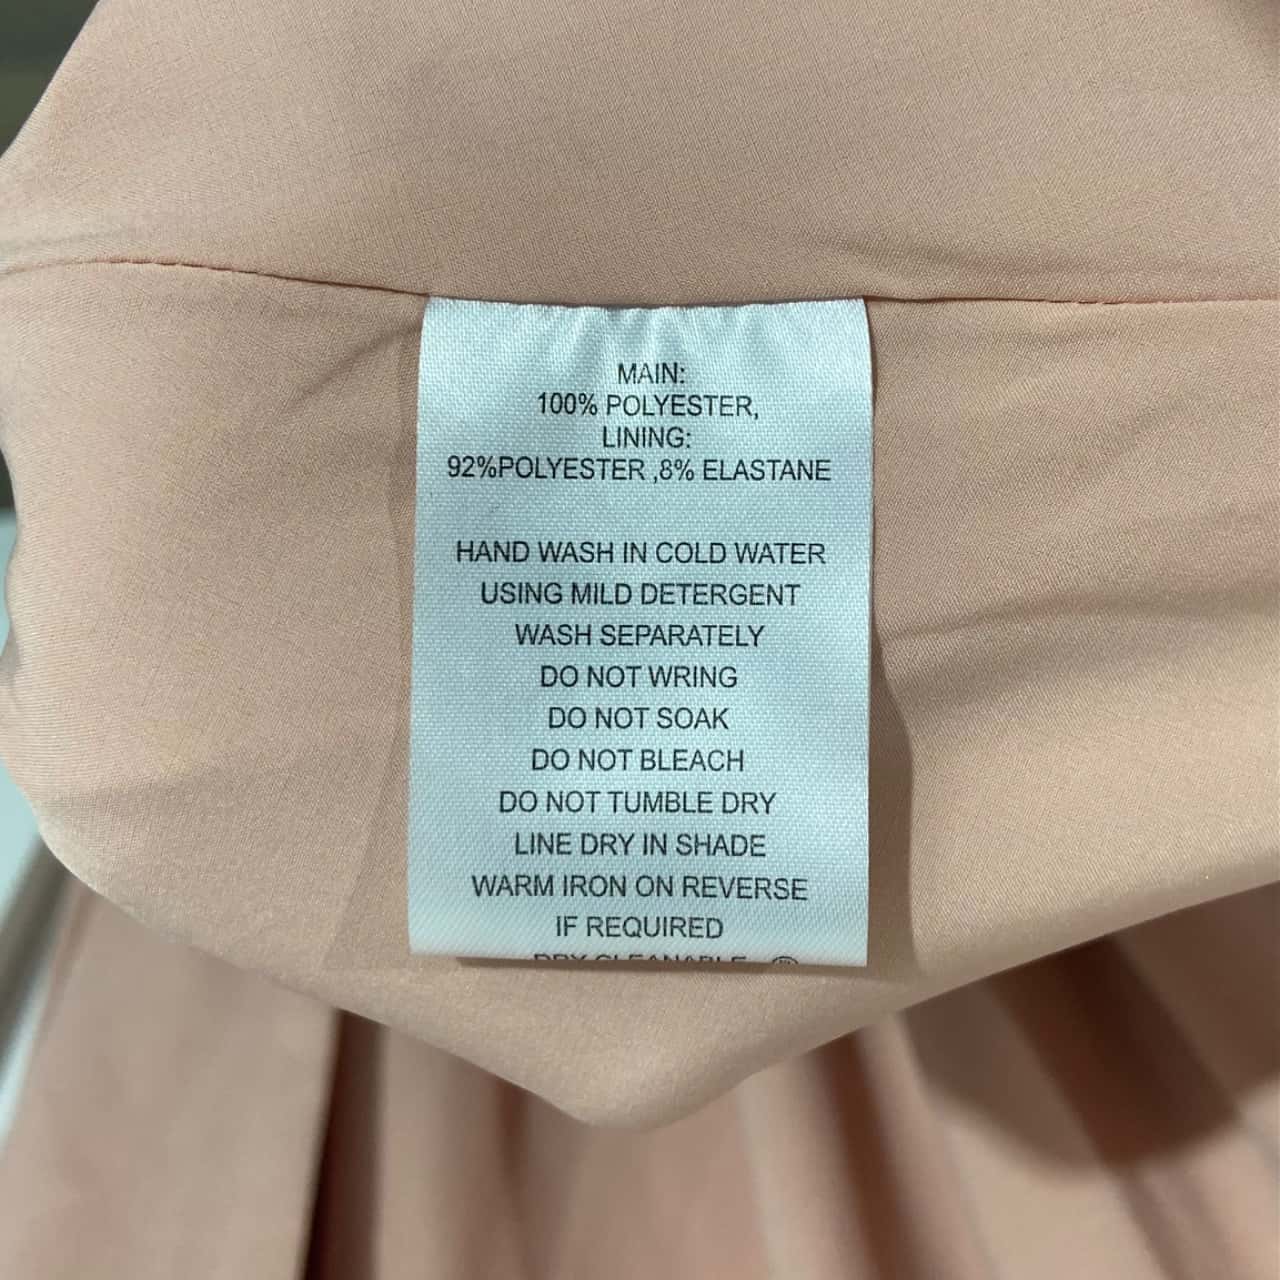 MAIN:
100% POLYESTER,
LINING:
92%POLYESTER ,8% ELASTANE
HAND WASH IN COLD WATER
USING MILD DETERGENT
WASH SEPARATELY
DO NOT WRING
DO NOT SOAK
DO NOT BLEACH
DO NOT TUMBLE DRY
LINE DRY IN SHADE
WARM IRON ON REVERSE
IF REQUIRED
DRY CLEANABLE